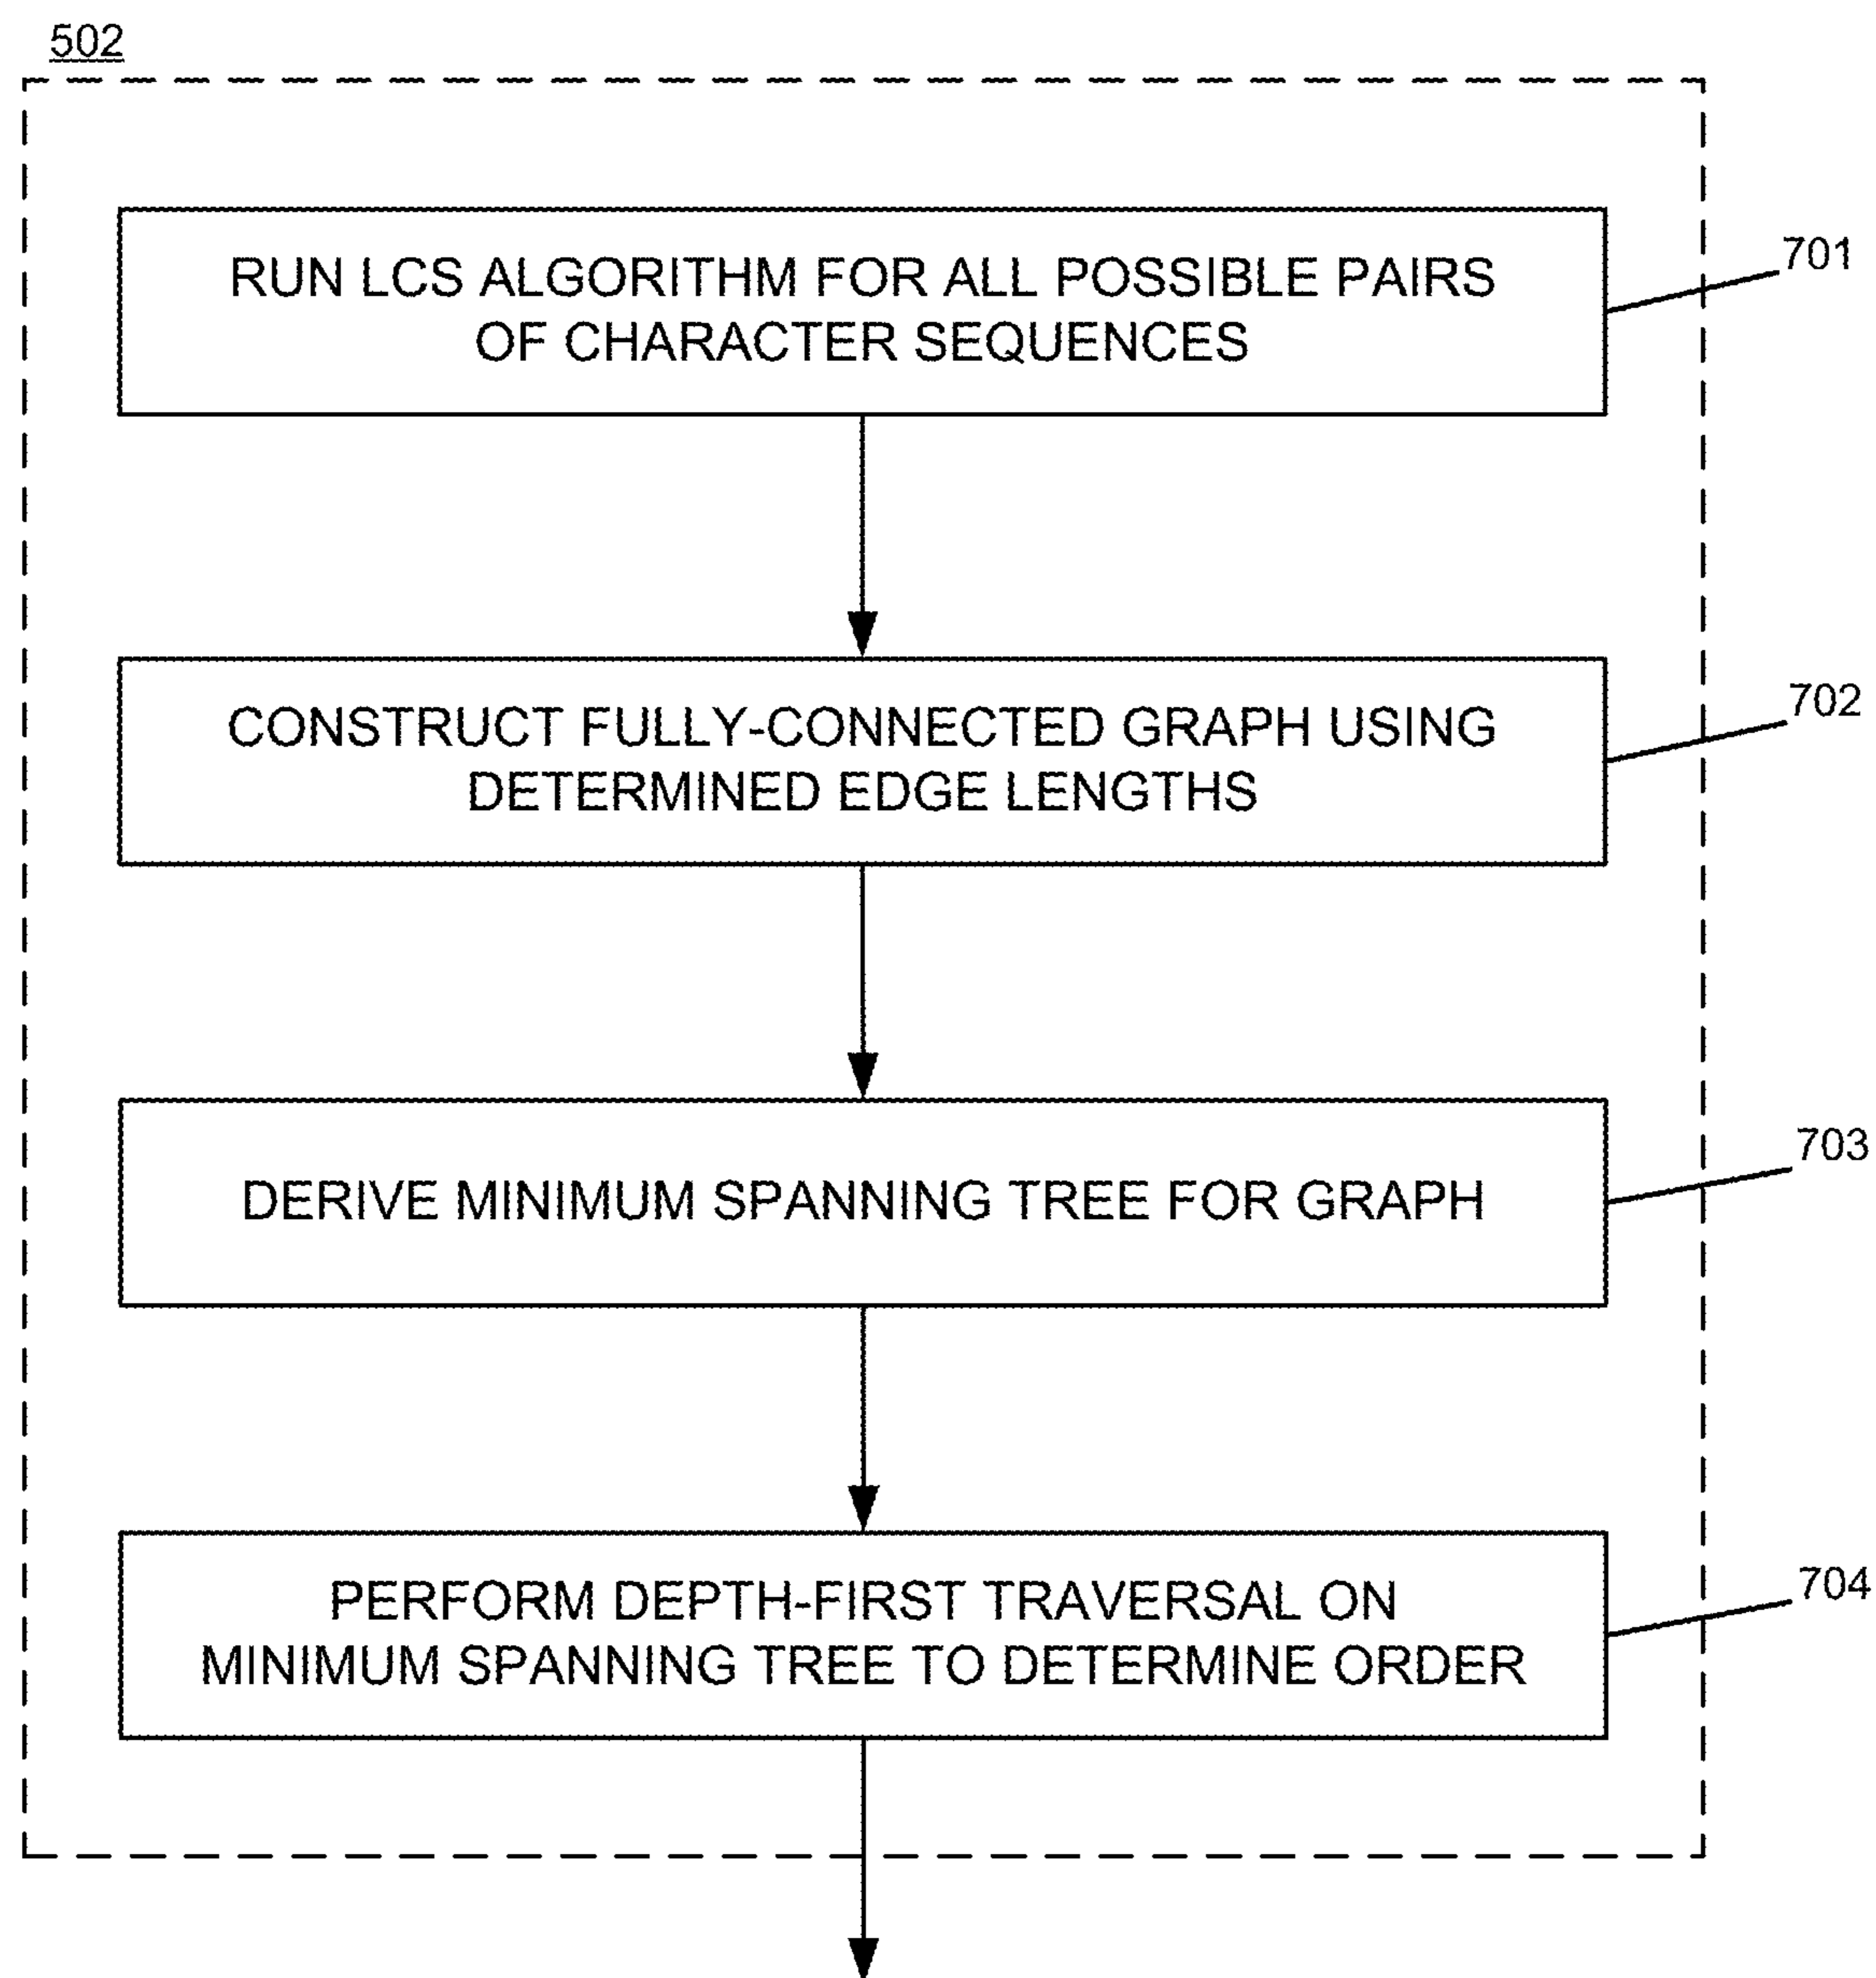 502
RUN LCS ALGORITHM FOR ALL POSSIBLE PAIRS
OF CHARACTER SEQUENCES
701
CONSTRUCT FULLY-CONNECTED GRAPH USING
DETERMINED EDGE LENGTHS
702
DERIVE MINIMUM SPANNING TREE FOR GRAPH
703
PERFORM DEPTH-FIRST TRAVERSAL ON
MINIMUM SPANNING TREE TO DETERMINE ORDER
704